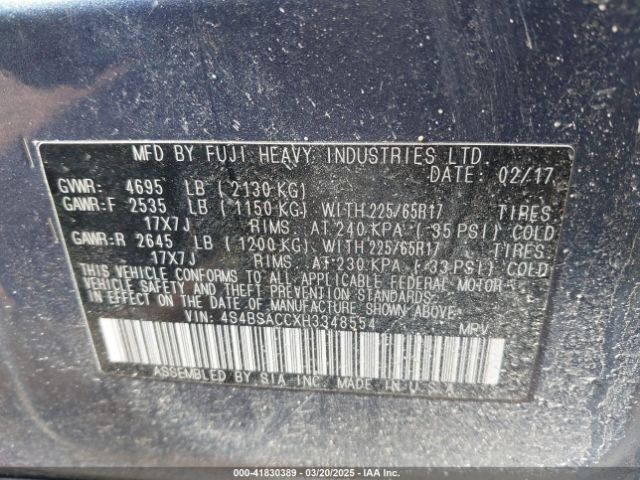 MFD BY FUJI HEAVY INDUSTRIES LTD.
DATE: 02/17
GVWR: 4695 LB (2130 KG)
GAWR:F 2535 LB (1150 KG) WITH 225/65R17 TIRES
17X7J RIMS, AT 240 KPA (35 PSI) COLD
GAWR:R 2645 LB (1200 KG) WITH 225/65R17 TIRES
17X7J RIMS, AT 230 KPA (33 PSI) COLD
THIS VEHICLE CONFORMS TO ALL APPLICABLE FEDERAL MOTOR
VEHICLE SAFETY AND THEFT PREVENTION STANDARDS
IN EFFECT ON THE DATE OF MANUFACTURE SHOWN ABOVE.
VIN: 4S4BSACCXH3348554 MPV
ASSEMBLED BY SIA INC. MADE IN U.S.A
000-41830389 | 03/20/2025 | IAA Inc.